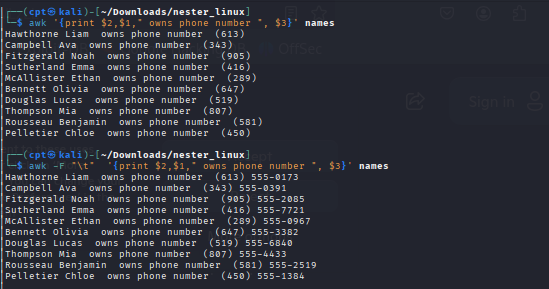 (cpt㉿kali)-[~/Downloads/nester_linux]
$ awk '{print $2,$1," owns phone number ", $3}' names
Hawthorne Liam  owns phone number  (613)
Campbell Ava  owns phone number  (343)
Fitzgerald Noah  owns phone number  (905)
Sutherland Emma  owns phone number  (416)
McAllister Ethan  owns phone number  (289)
Bennett Olivia  owns phone number  (647)
Douglas Lucas  owns phone number  (519)
Thompson Mia  owns phone number  (807)
Rousseau Benjamin  owns phone number  (581)
Pelletier Chloe  owns phone number  (450)
(cpt㉿kali)-[~/Downloads/nester_linux]
$ awk -F "\t"  '{print $2,$1," owns phone number ", $3}' names
Hawthorne Liam  owns phone number  (613) 555-0173
Campbell Ava  owns phone number  (343) 555-0391
Fitzgerald Noah  owns phone number  (905) 555-2085
Sutherland Emma  owns phone number  (416) 555-7721
McAllister Ethan  owns phone number  (289) 555-0967
Bennett Olivia  owns phone number  (647) 555-3382
Douglas Lucas  owns phone number  (519) 555-6840
Thompson Mia  owns phone number  (807) 555-4433
Rousseau Benjamin  owns phone number  (581) 555-2519
Pelletier Chloe  owns phone number  (450) 555-1384
OffSec
Sign in